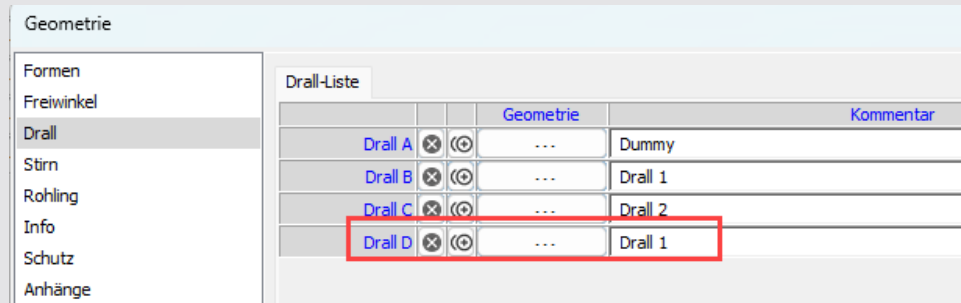 Geometrie
Formen
Freiwinkel
Drall
Stirn
Rohling
Info
Schutz
Anhänge
Drall-Liste
Geometrie Kommentar
Drall A --- Dummy
Drall B --- Drall 1
Drall C --- Drall 2
Drall D --- Drall 1